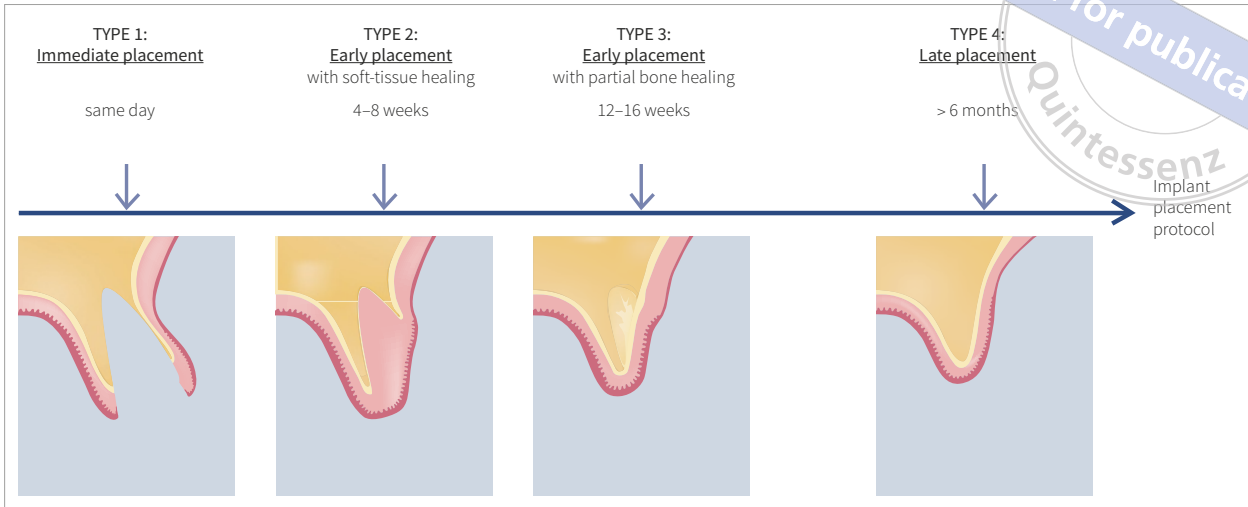 TYPE 1:
Immediate placement
same day
TYPE 2:
Early placement
with soft-tissue healing
4–8 weeks
TYPE 3:
Early placement
with partial bone healing
12–16 weeks
TYPE 4:
Late placement
> 6 months
Implant
placement
protocol
for publica
Quintessenz